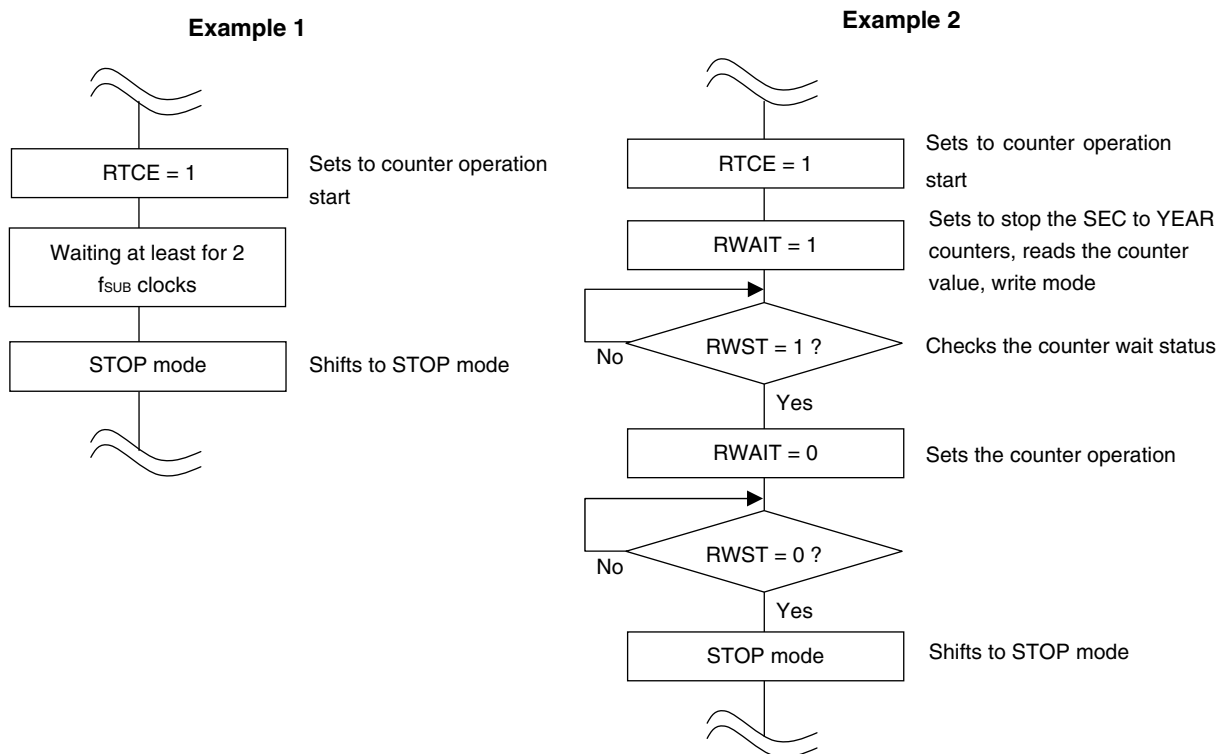 Example 1
RTCE = 1
Sets to counter operation
start
Waiting at least for 2
fSUB clocks
STOP mode
Shifts to STOP mode
Example 2
RTCE = 1
Sets to counter operation
start
RWAIT = 1
Sets to stop the SEC to YEAR
counters, reads the counter
value, write mode
No
RWST = 1 ?
Checks the counter wait status
Yes
RWAIT = 0
Sets the counter operation
No
RWST = 0 ?
Yes
STOP mode
Shifts to STOP mode